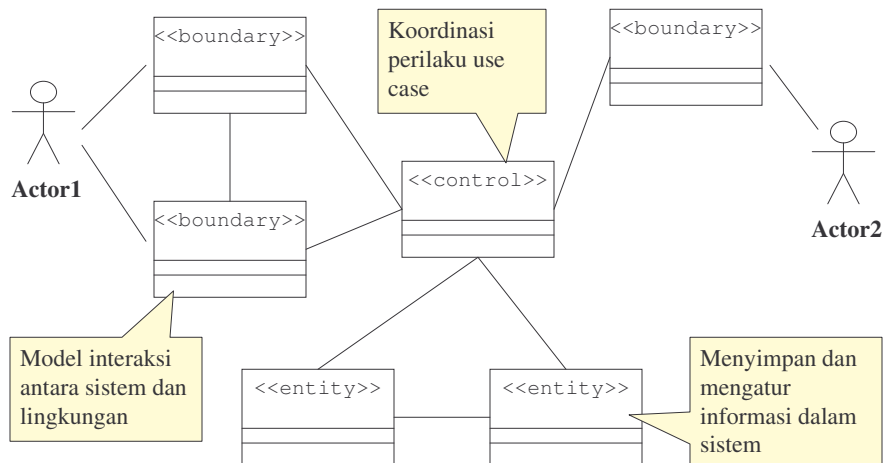 <<boundary>>
Koordinasi
perilaku use
case
<<boundary>>
Actor1
<<boundary>>
<<control>>
Actor2
Model interaksi
antara sistem dan
lingkungan
<<entity>>
<<entity>>
Menyimpan dan
mengatur
informasi dalam
sistem